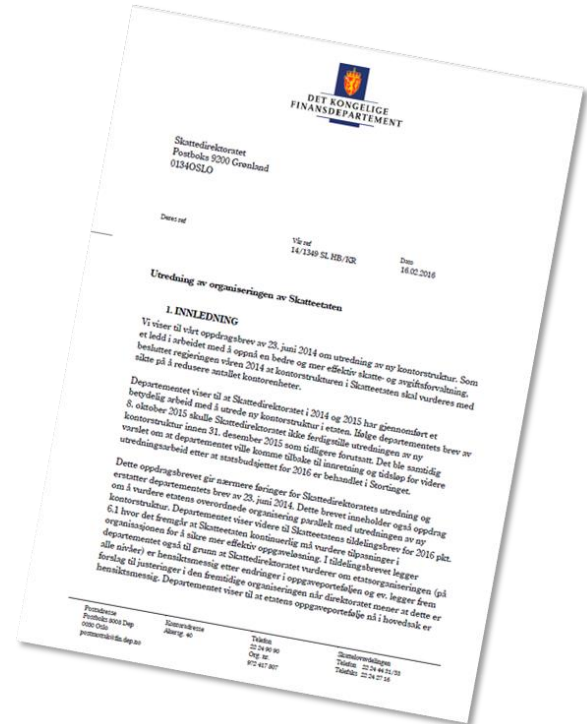 DET KONGELIGE
FINANSDEPARTEMENT
Skattedirektoratet
Postboks 9200 Grønland
0134OSLO
Deres ref
Vår ref
14/1349 SL HB/KR
Dato
16.02.2016
Utredning av organiseringen av Skatteetaten
1. INNLEDNING
Vi viser til vårt oppdragsbrev av 23. juni 2014 om utredning av ny kontorstruktur. Som
et ledd i arbeidet med å oppnå en bedre og mer effektiv skatte- og avgiftsforvaltning,
besluttet regjeringen våren 2014 at kontorstrukturen i Skatteetaten skal vurderes med
sikte på å redusere antallet kontorenheter.
Departementet viser til at Skattedirektoratet i 2014 og 2015 har gjennomført et
betydelig arbeid med å utrede ny kontorstruktur i etaten. Ifølge departementets brev av
8. oktober 2015 skulle Skattedirektoratet ikke ferdigstille utredningen av ny
kontorstruktur innen 31. desember 2015 som tidligere forutsatt. Det ble samtidig
varslet om at departementet ville komme tilbake til innretning og tidsløp for videre
utredningsarbeid etter at statsbudsjettet for 2016 er behandlet i Stortinget.
Dette oppdragsbrevet gir nærmere føringer for Skattedirektoratets utredning og
erstatter departementets brev av 23. juni 2014. Dette brevet inneholder også oppdrag
om å vurdere etatens overordnede organisering parallelt med utredningen av ny
kontorstruktur. Departementet viser videre til Skatteetatens tildelingsbrev for 2016 pkt.
6.1 hvor det fremgår at Skatteetaten kontinuerlig må vurdere tilpasninger i
organisasjonen for å sikre mer effektiv oppgaveløsning. I tildelingsbrevet legger
departementet også til grunn at Skattedirektoratet vurderer om etatsorganiseringen (på
alle nivåer) er hensiktsmessig etter endringer i oppgaveporteføljen og ev. legger frem
forslag til justeringer i den fremtidige organiseringen når direktoratet mener at dette er
hensiktsmessig. Departementet viser til at etatens oppgaveportefølje nå i hovedsak er
Postadresse
Postboks 8008 Dep
0030 Oslo
postmottak@fin.dep.no
Kontoradresse
Akersg. 40
Telefon
22 24 90 90
Org. nr.
972 417 807
Skattelovavdelingen
Telefon
Telefaks 22 24 27 16